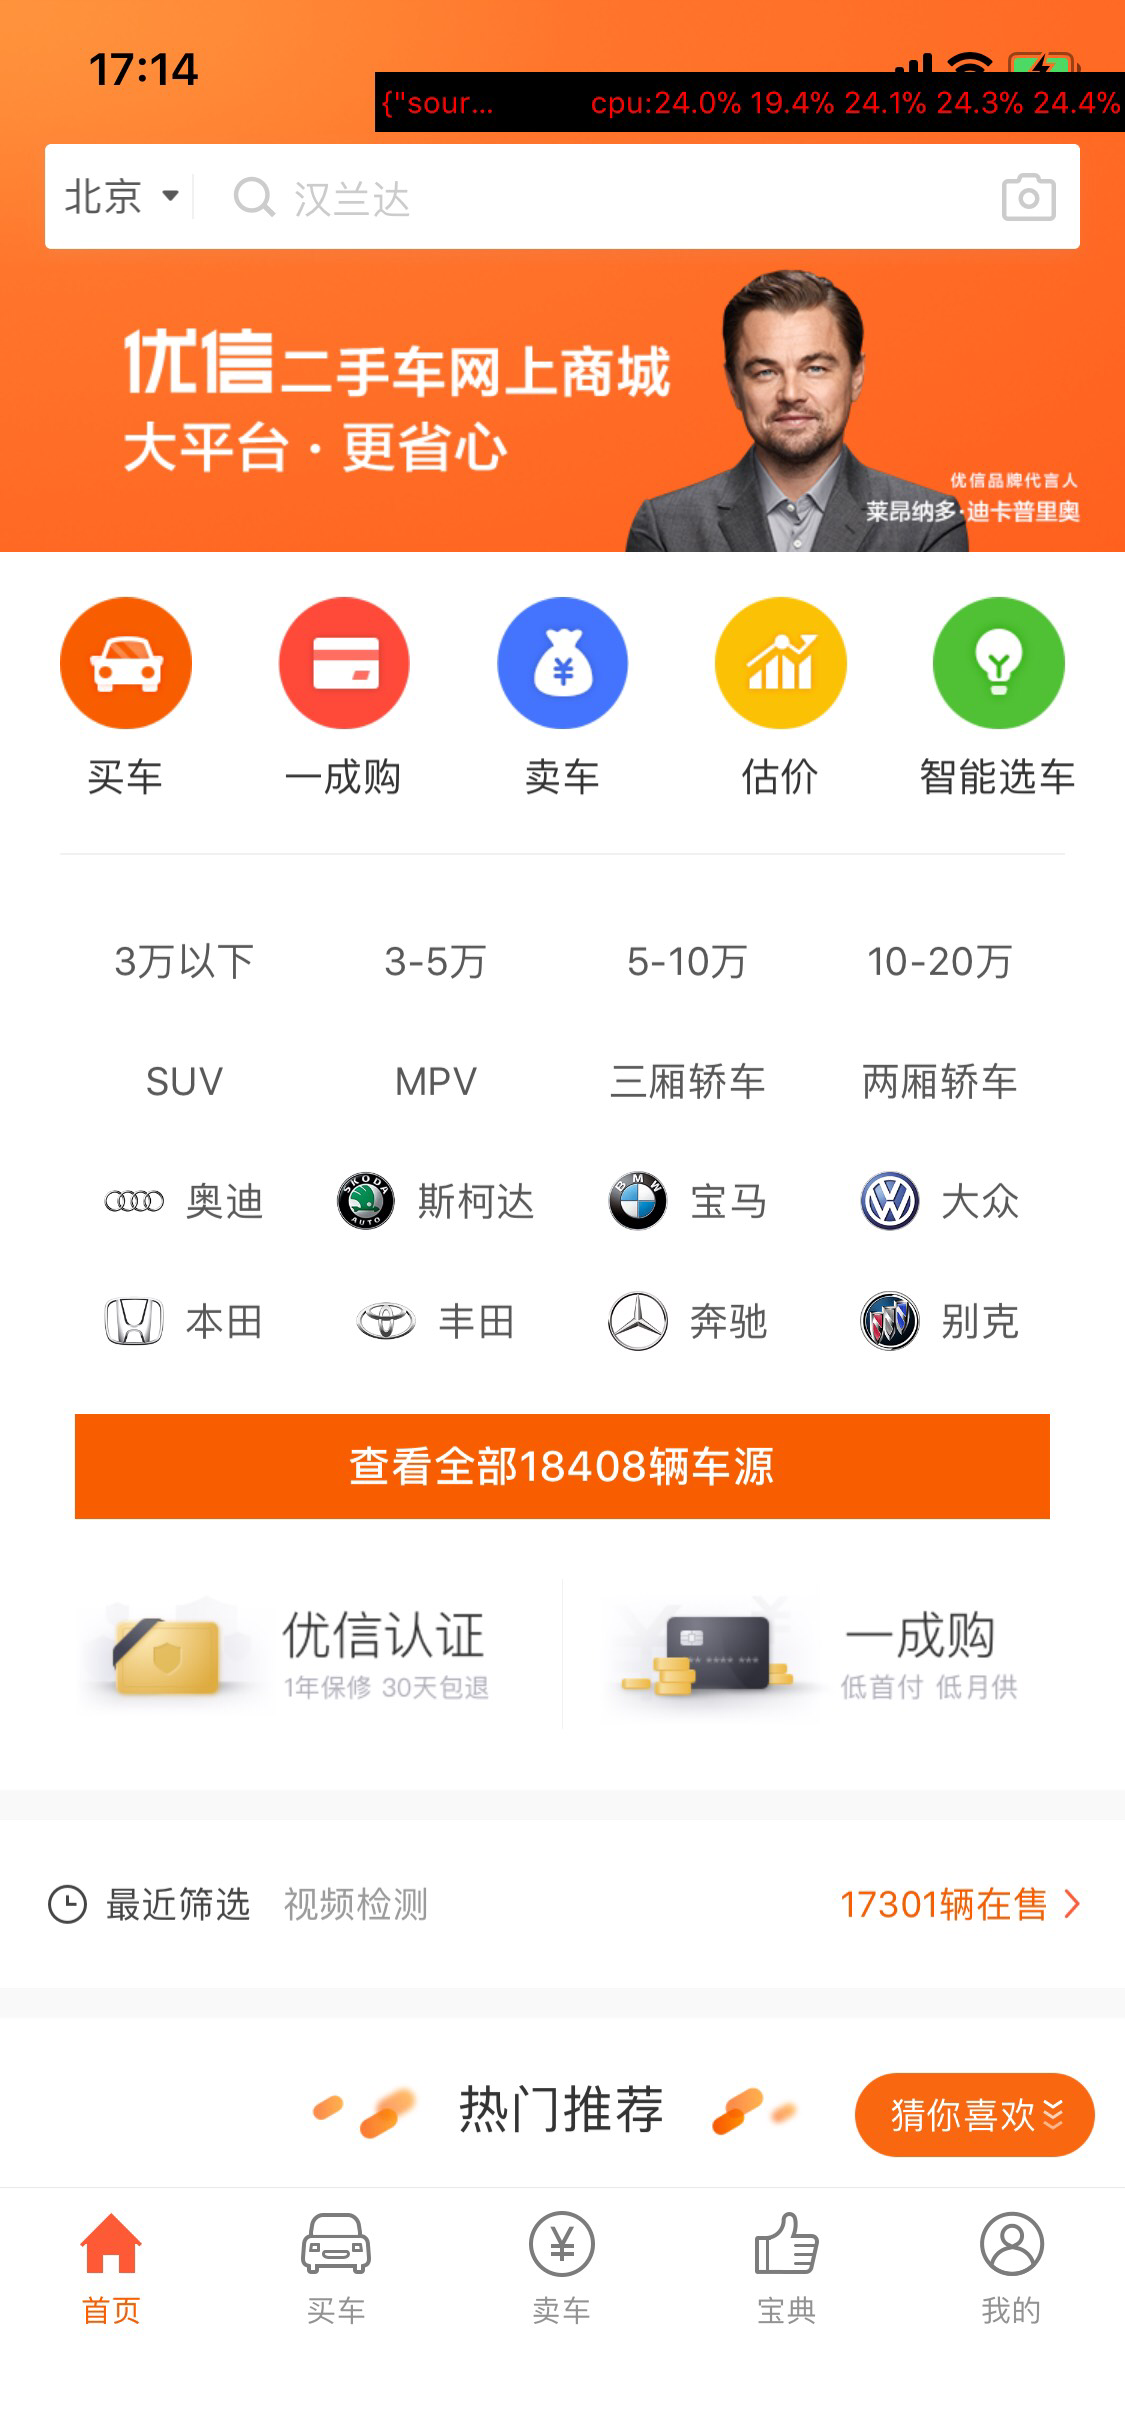 17:14
{"sour... cpu:24.0% 19.4% 24.1% 24.3% 24.4%
北京 汉兰达
优信二手车网上商城
大平台·更省心
优信品牌代言人
莱昂纳多·迪卡普里奥
买车 一成购 卖车 估价 智能选车
3万以下 3-5万 5-10万 10-20万
SUV MPV 三厢轿车 两厢轿车
奥迪 SKODA AUTO 斯柯达 BMW 宝马 大众
本田 丰田 奔驰 别克
查看全部18408辆车源
优信认证 一成购
1年保修 30天包退 低首付 低月供
最近筛选 视频检测 17301辆在售
热门推荐 猜你喜欢
首页 买车 卖车 宝典 我的